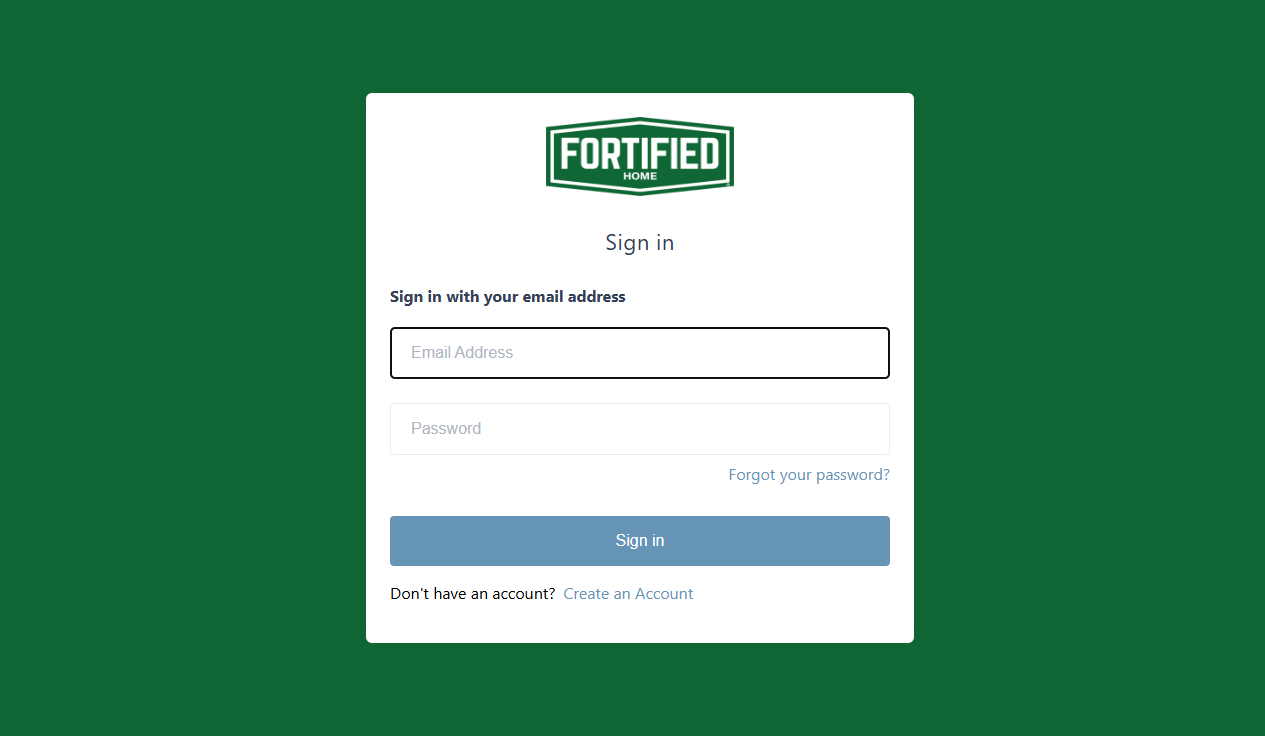 FORTIFIED
HOME
Sign in
Sign in with your email address
Email Address
Password
Forgot your password?
Sign in
Don't have an account? Create an Account